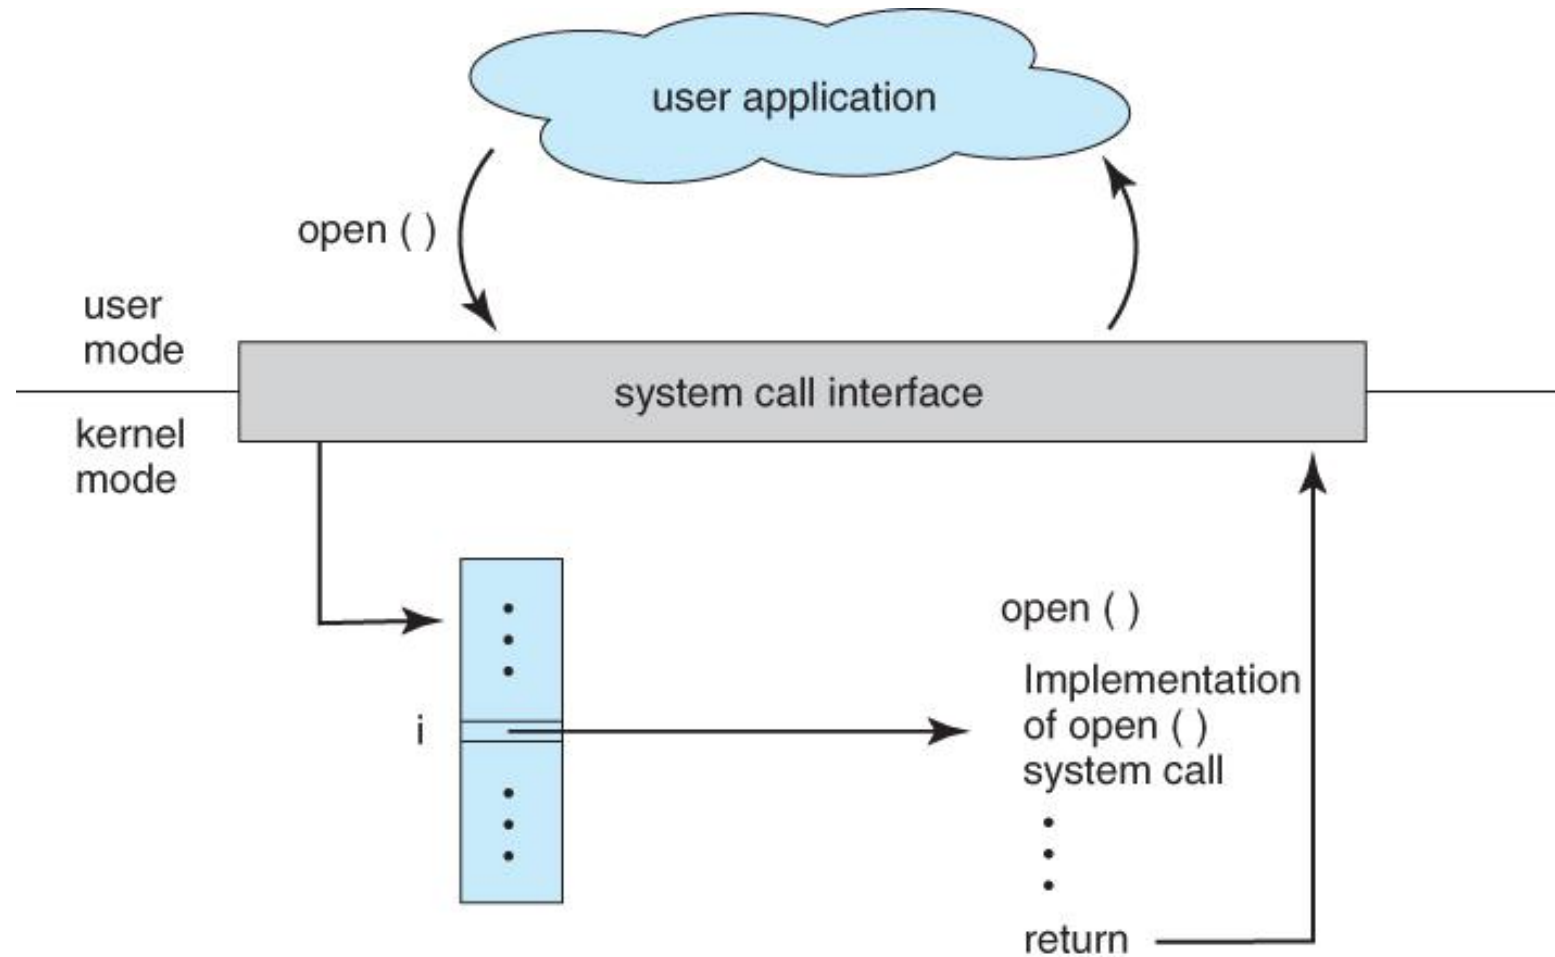 user application
open ( )
user
mode
system call interface
kernel
mode
open ( )
Implementation
of open ( )
system call
i
return